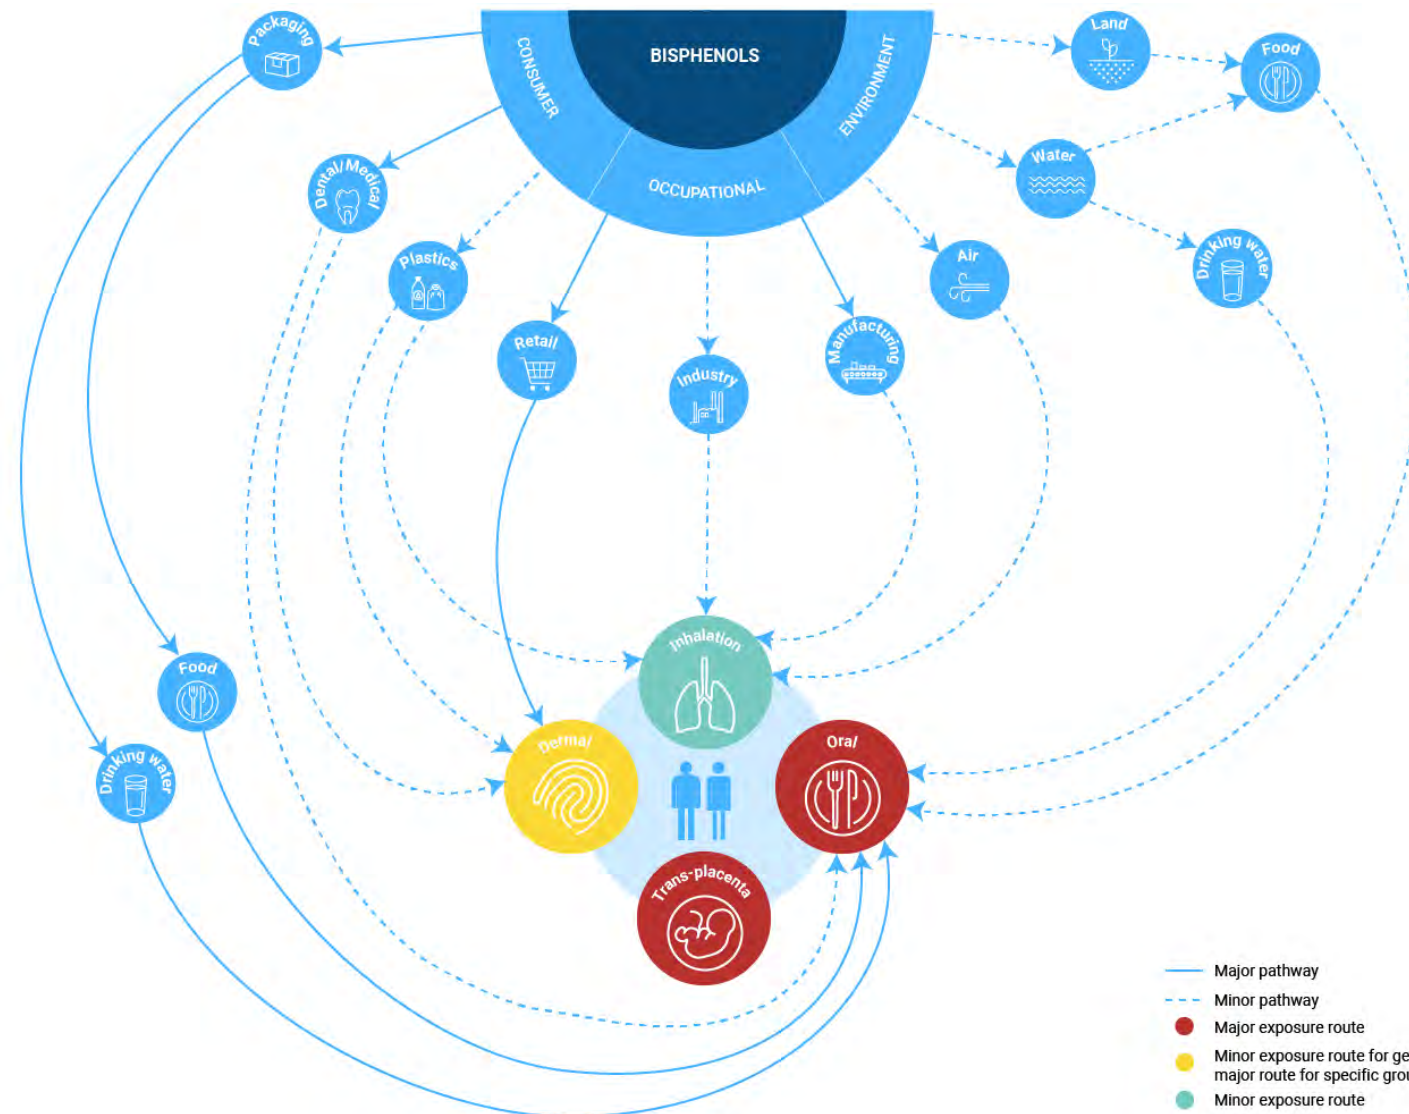 BISPHENOLS
CONSUMER
OCCUPATIONAL
ENVIRONMENT
Packaging
Dental/Medical
Plastics
Retail
Industry
Manufacturing
Air
Water
Land
Food
Drinking water
Food
Drinking water
Inhalation
Dermal
Oral
Trans-placenta
Major pathway
Minor pathway
Major exposure route
Minor exposure route for
major route for specific
Minor exposure route